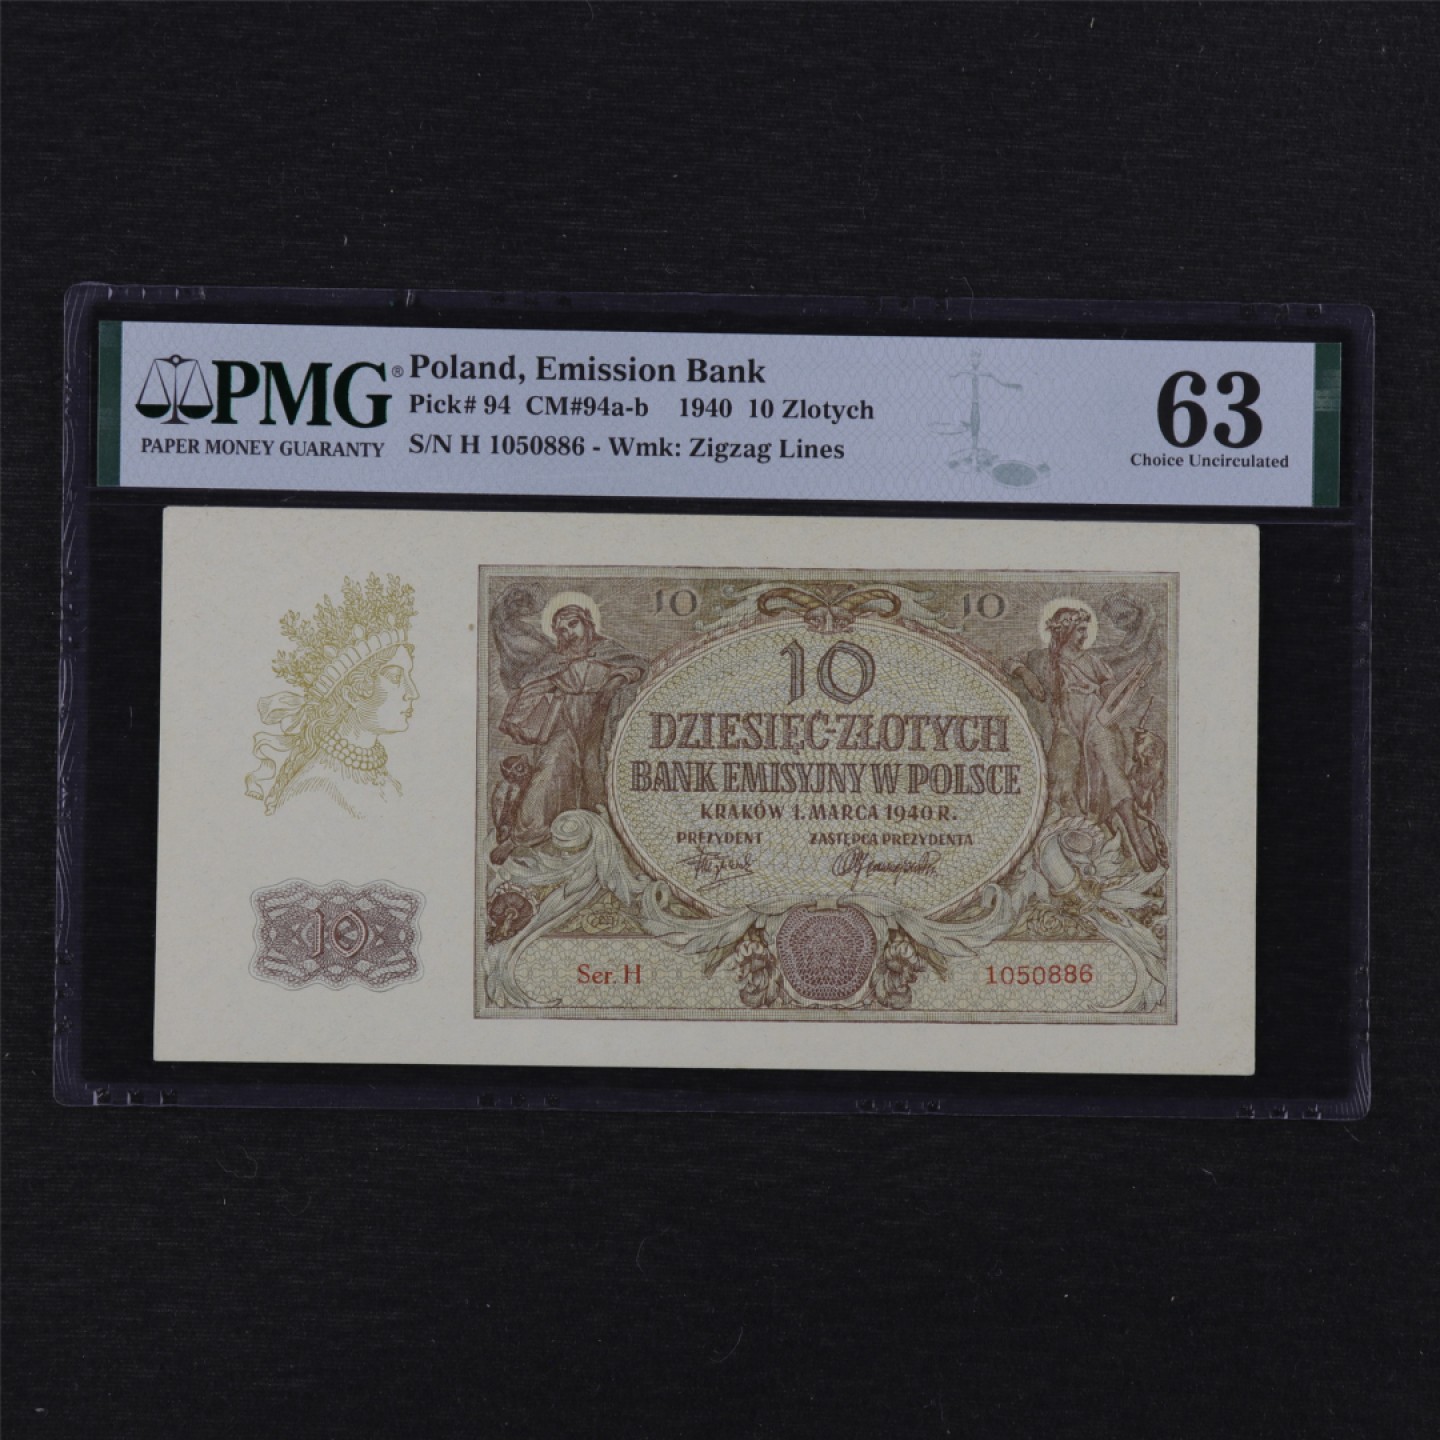 PMG®
PAPER MONEY GUARANTY
Poland, Emission Bank
Pick# 94 CM#94a-b 1940 10 Zlotych
S/N H 1050886 - Wmk: Zigzag Lines
63
Choice Uncirculated
10 10
10
DZIESIĘĆ-ZŁOTYCH
BANK EMISYJNY W POLSCE
KRAKÓW 1. MARCA 1940 R.
PREZYDENT ZASTĘPCA PREZYDENTA
10
Ser. H 1050886